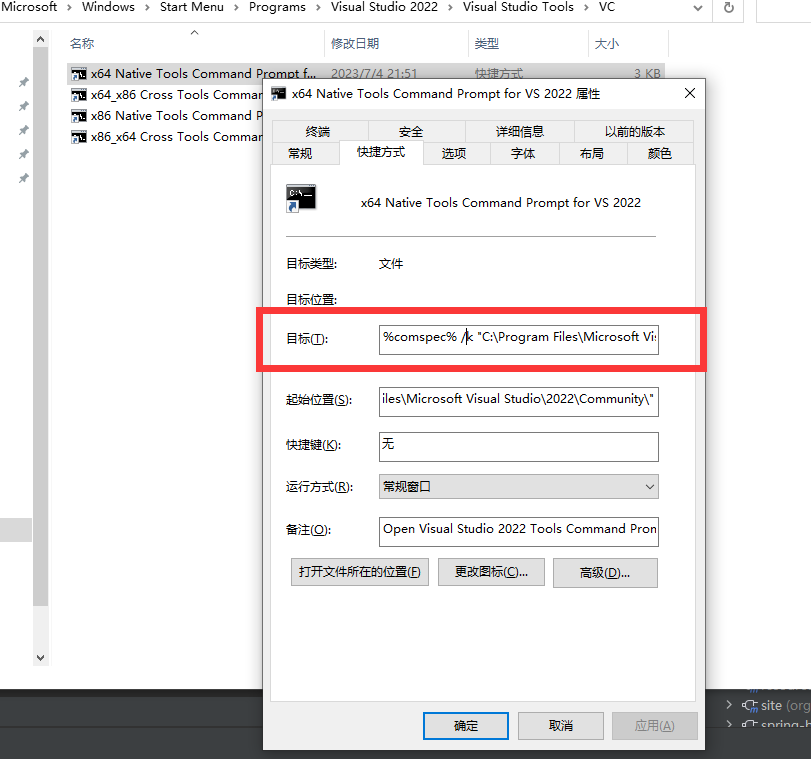 Microsoft > Windows > Start Menu > Programs > Visual Studio 2022 > Visual Studio Tools > VC
名称 修改日期 类型 大小
x64 Native Tools Command Prompt f... 2023/7/4 21:51 快捷方式 3 KB
x64_x86 Cross Tools Comman
x86 Native Tools Command P
x86_x64 Cross Tools Comman
x64 Native Tools Command Prompt for VS 2022 属性
终端 安全 详细信息 以前的版本
常规 快捷方式 选项 字体 布局 颜色
x64 Native Tools Command Prompt for VS 2022
目标类型: 文件
目标位置:
目标(T): %comspec% /k "C:\Program Files\Microsoft Vis
起始位置(S): iles\Microsoft Visual Studio\2022\Community\"
快捷键(K): 无
运行方式(R): 常规窗口
备注(O): Open Visual Studio 2022 Tools Command Pron
打开文件所在的位置(F) 更改图标(C)... 高级(D)...
确定 取消 应用(A)
site (org